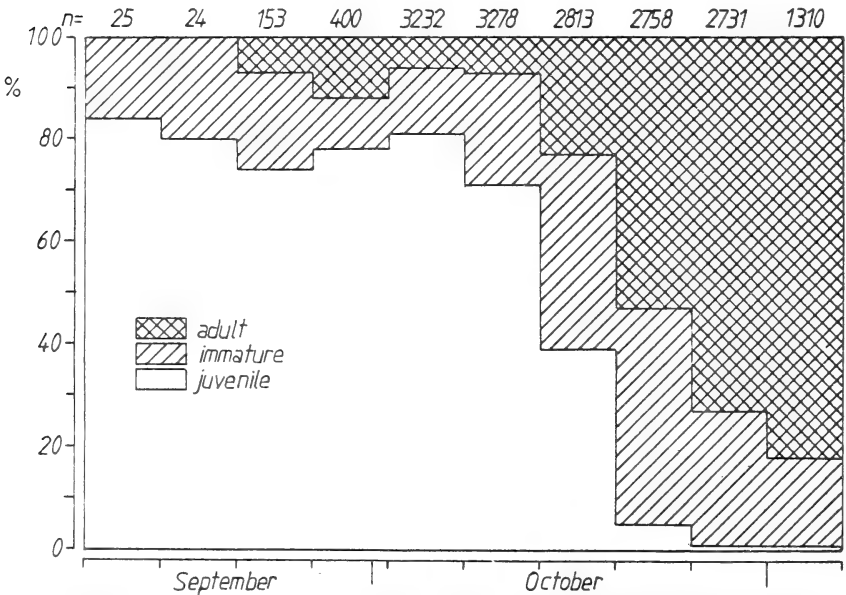 n= 25 24 153 400 3232 3278 2813 2758 2731 1310
100
%
80
60
40
20
0
adult
immature
juvenile
September October